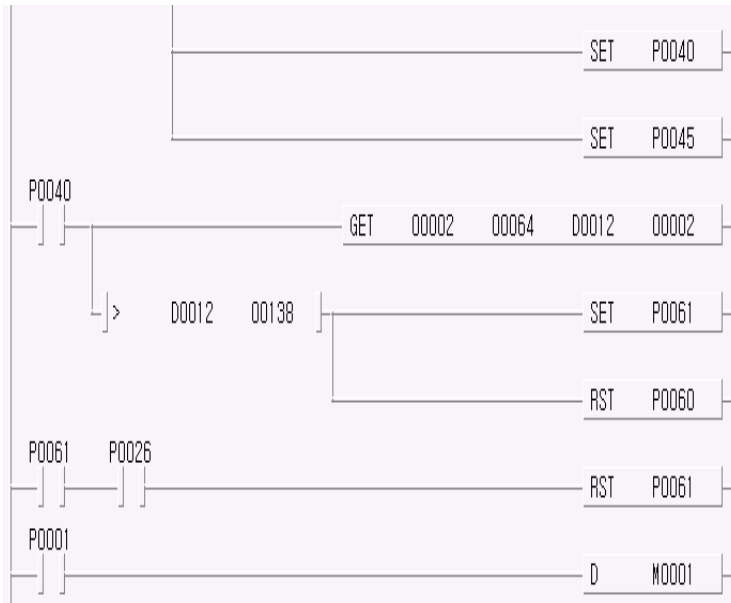 SET P0040
SET P0045
P0040
GET 00002 00064 D0012 00002
> D0012 00138
SET P0061
RST P0060
P0061 P0026
RST P0061
P0001
D M0001